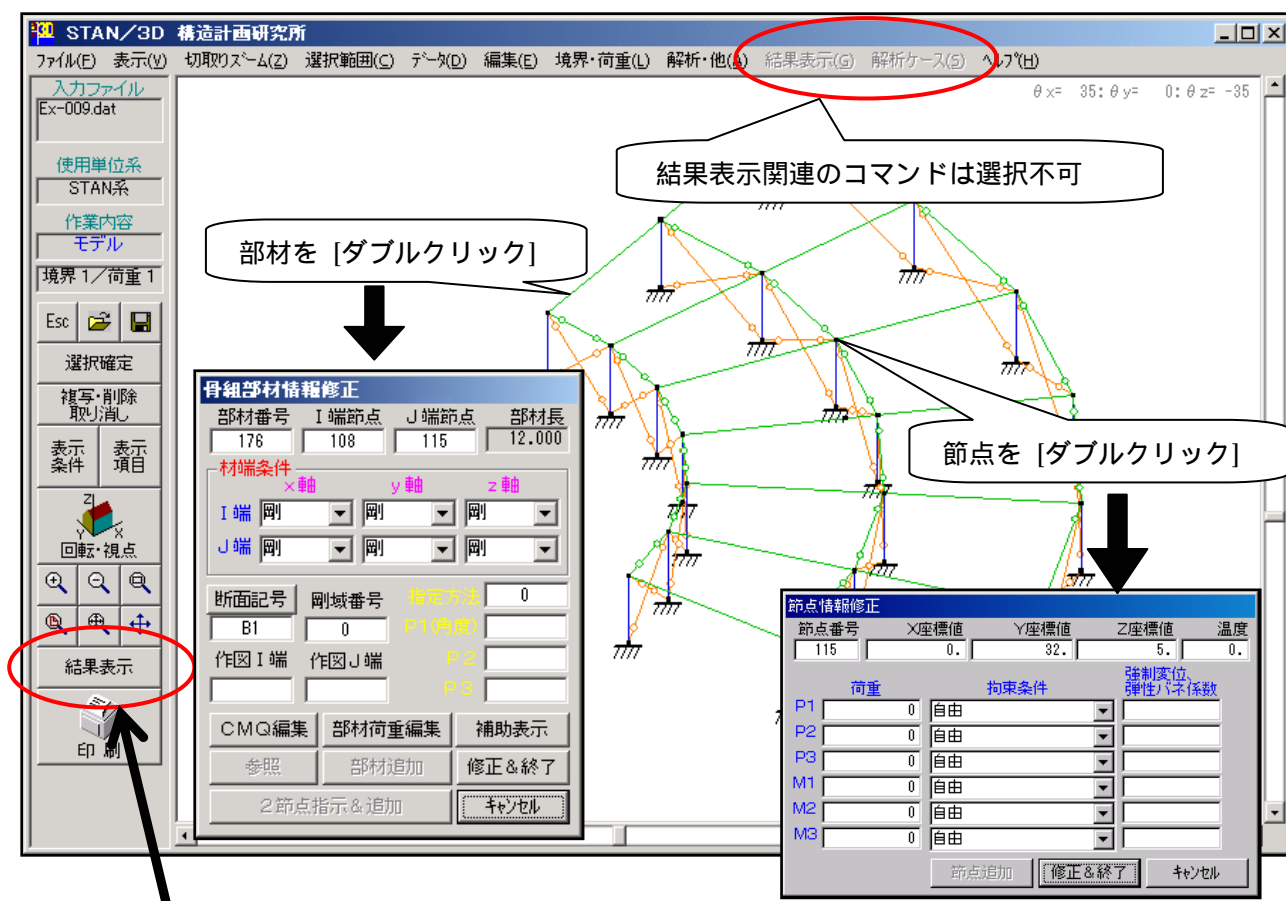 STAN／3D 構造計画研究所
ﾌｧｲﾙ(F) 表示(V) 切取りｽﾞｰﾑ(Z) 選択範囲(C) ﾃﾞｰﾀ(D) 編集(E) 境界・荷重(L) 解析・他(A) 結果表示(G) 解析ケース(S) ﾍﾙﾌﾟ(H)
θx= 35:θy= 0:θz= -35
入力ファイル
Ex-009.dat
使用単位系
STAN系
作業内容
モデル
境界1／荷重1
Esc
選択確定
複写・削除
取り消し
表示
条件
表示
項目
Z
Y X
回転・視点
結果表示
印刷
結果表示関連のコマンドは選択不可
部材を [ダブルクリック]
節点を [ダブルクリック]
骨組部材情報修正
部材番号 I端節点 J端節点 部材長
176 108 115 12.000
材端条件
x軸 y軸 z軸
I端 剛 剛 剛
J端 剛 剛 剛
断面記号 剛域番号 指定方法 0
B1 0 P1(角度)
作図I端 作図J端 P2
P3
CMQ編集 部材荷重編集 補助表示
参照 部材追加 修正＆終了
２節点指示＆追加 ｷｬﾝｾﾙ
節点情報修正
節点番号 X座標値 Y座標値 Z座標値 温度
115 0. 32. 5. 0.
荷重 拘束条件 強制変位、
弾性バネ係数
P1 0 自由
P2 0 自由
P3 0 自由
M1 0 自由
M2 0 自由
M3 0 自由
節点追加 修正＆終了 ｷｬﾝｾﾙ